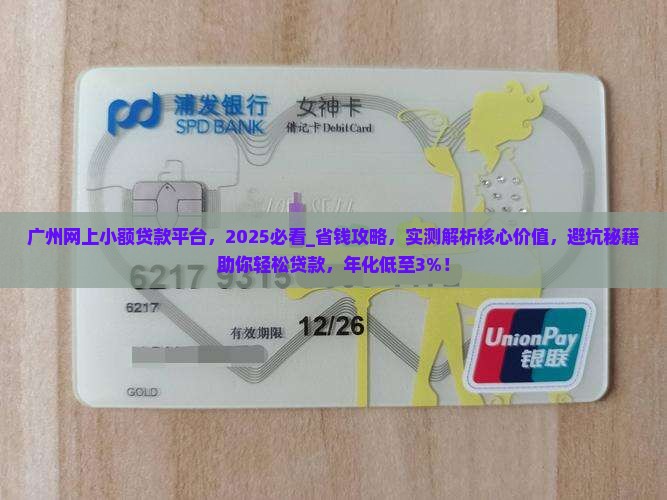 浦发银行
SPD BANK
女神卡
借记卡 Debit Card
广州网上小额贷款平台，2025必看_省钱攻略，实测解析核心价值，避坑秘籍
助你轻松贷款，年化低至3%！
6217
有效期限
12/26
GOLD
UnionPay
银联